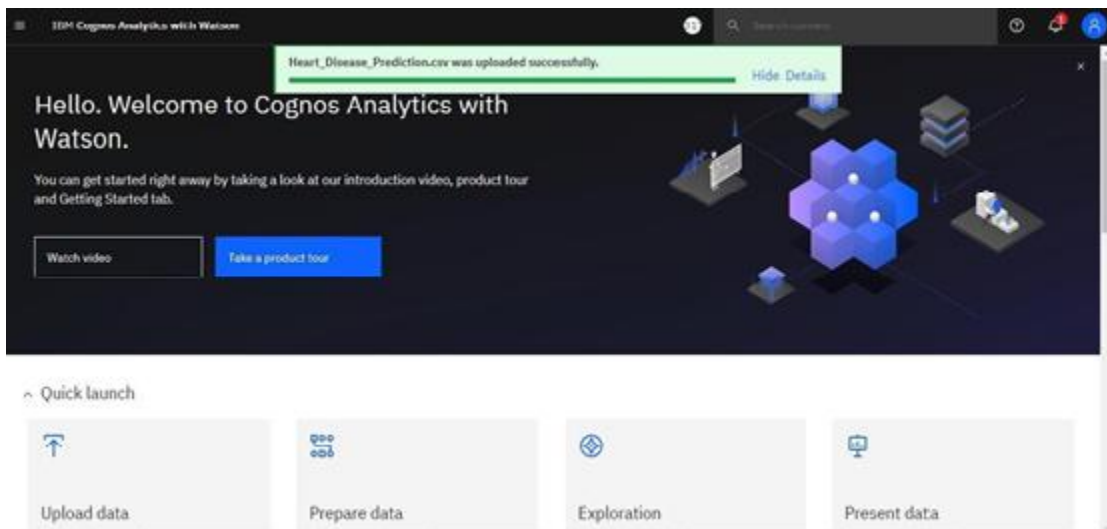 IBM Cognos Analytics with Watson
Heart_Disease_Prediction.csv was uploaded successfully.
Hide Details
Hello. Welcome to Cognos Analytics with
Watson.
You can get started right away by taking a look at our introduction video, product tour
and Getting Started tab.
Watch video
Take a product tour
Quick launch
Upload data
Prepare data
Exploration
Present data